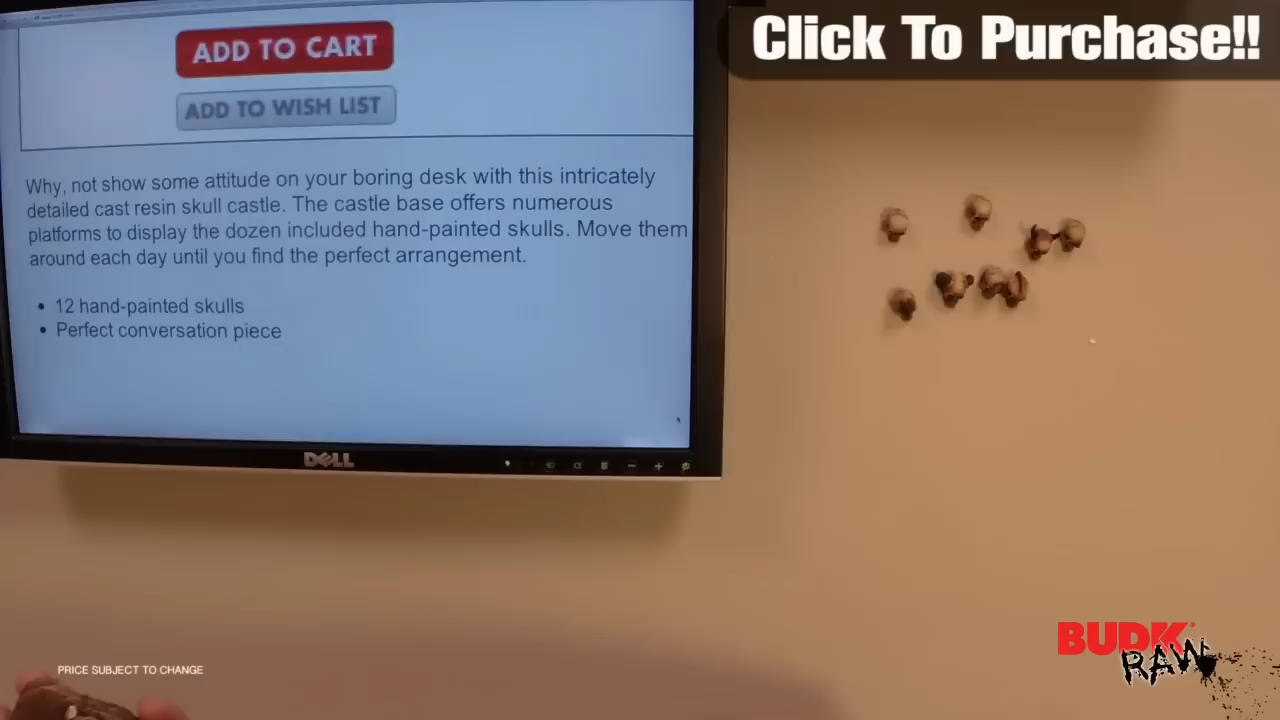 Click To Purchase!!
ADD TO CART
ADD TO WISH LIST
Why, not show some attitude on your boring desk with this intricately
detailed cast resin skull castle. The castle base offers numerous
platforms to display the dozen included hand-painted skulls. Move them
around each day until you find the perfect arrangement.
• 12 hand-painted skulls
• Perfect conversation piece
DELL
BUDK®
RAW
PRICE SUBJECT TO CHANGE